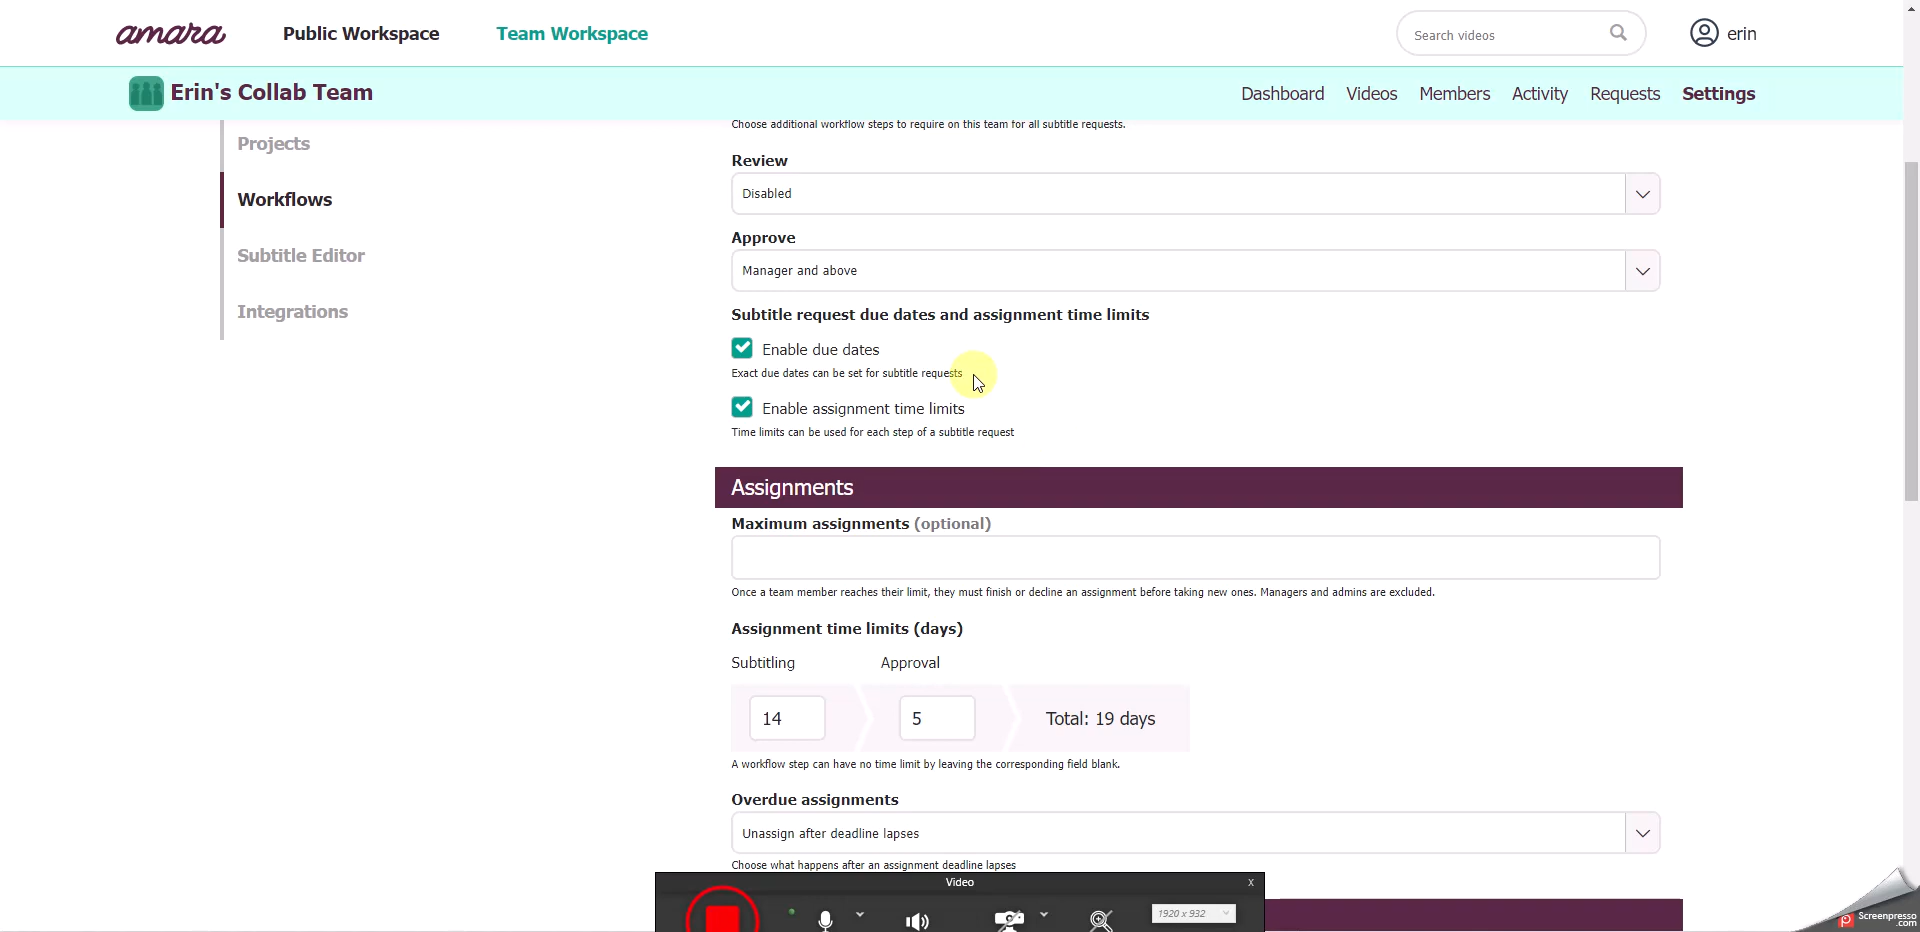 amara
Public Workspace
Team Workspace
Search videos
erin
Erin's Collab Team
Dashboard
Videos
Members
Activity
Requests
Settings
Projects
Workflows
Subtitle Editor
Integrations
Choose additional workflow steps to require on this team for all subtitle requests.
Review
Disabled
Approve
Manager and above
Subtitle request due dates and assignment time limits
Enable due dates
Exact due dates can be set for subtitle requests
Enable assignment time limits
Time limits can be used for each step of a subtitle request
Assignments
Maximum assignments (optional)
Once a team member reaches their limit, they must finish or decline an assignment before taking new ones. Managers and admins are excluded.
Assignment time limits (days)
Subtitling
Approval
14
5
Total: 19 days
A workflow step can have no time limit by leaving the corresponding field blank.
Overdue assignments
Unassign after deadline lapses
Choose what happens after an assignment deadline lapses
Video
x
1920 x 932
Screenpresso
.com